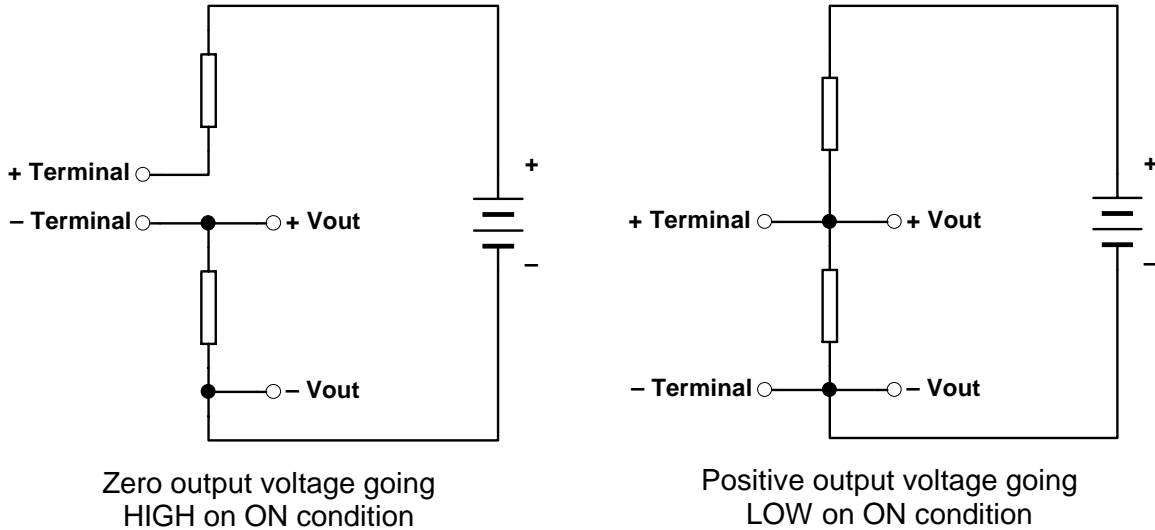 + Terminal
– Terminal
+ Vout
– Vout
+
–
Zero output voltage going
HIGH on ON condition
+ Terminal
+ Vout
– Terminal
– Vout
+
–
Positive output voltage going
LOW on ON condition